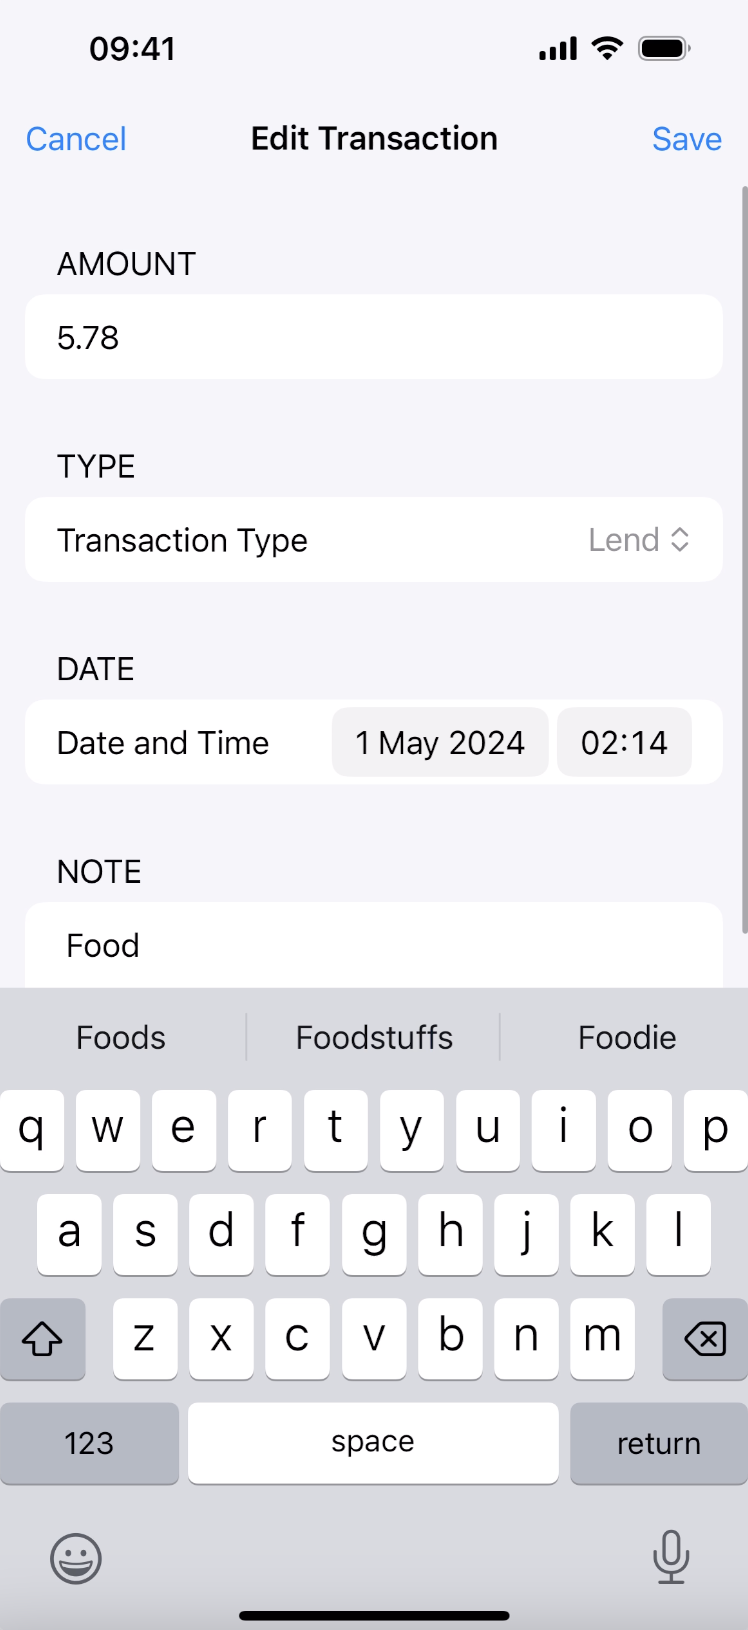 09:41
Cancel Edit Transaction Save
AMOUNT
5.78
TYPE
Transaction Type Lend
DATE
Date and Time 1 May 2024 02:14
NOTE
Food
Foods Foodstuffs Foodie
q w e r t y u i o p
a s d f g h j k l
z x c v b n m
123 space return